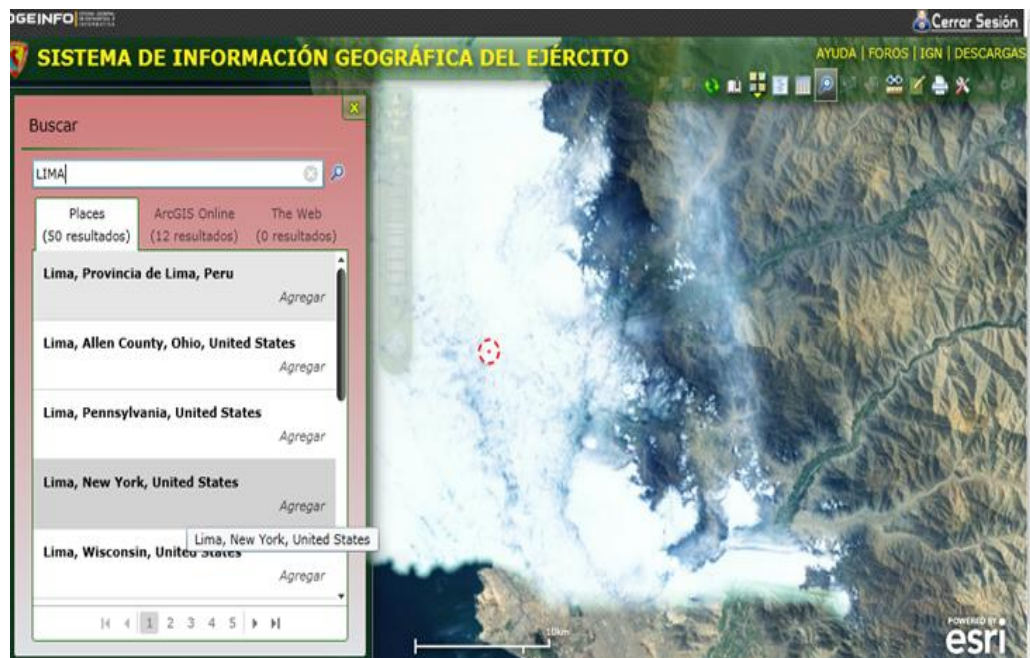 OGEINFO
Cerrar Sesión
SISTEMA DE INFORMACIÓN GEOGRÁFICA DEL EJÉRCITO
AYUDA | FOROS | IGN | DESCARGAS
Buscar
LIMA
Places
(50 resultados)
ArcGIS Online
(12 resultados)
The Web
(0 resultados)
Lima, Provincia de Lima, Peru
Agregar
Lima, Allen County, Ohio, United States
Agregar
Lima, Pennsylvania, United States
Agregar
Lima, New York, United States
Agregar
Lima, New York, United States
Lima, Wisconsin, United States
Agregar
1 2 3 4 5
10km
POWERED BY
esri